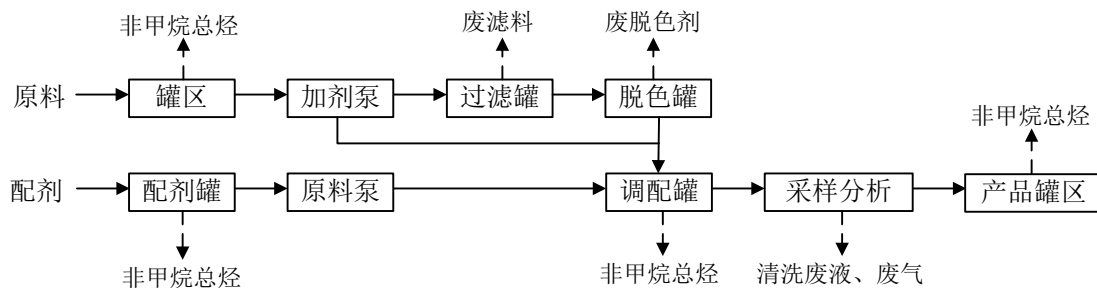 非甲烷总烃
废滤料
废脱色剂
原料
罐区
加剂泵
过滤罐
脱色罐
非甲烷总烃
配剂
配剂罐
原料泵
调配罐
采样分析
产品罐区
非甲烷总烃
非甲烷总烃
清洗废液、废气